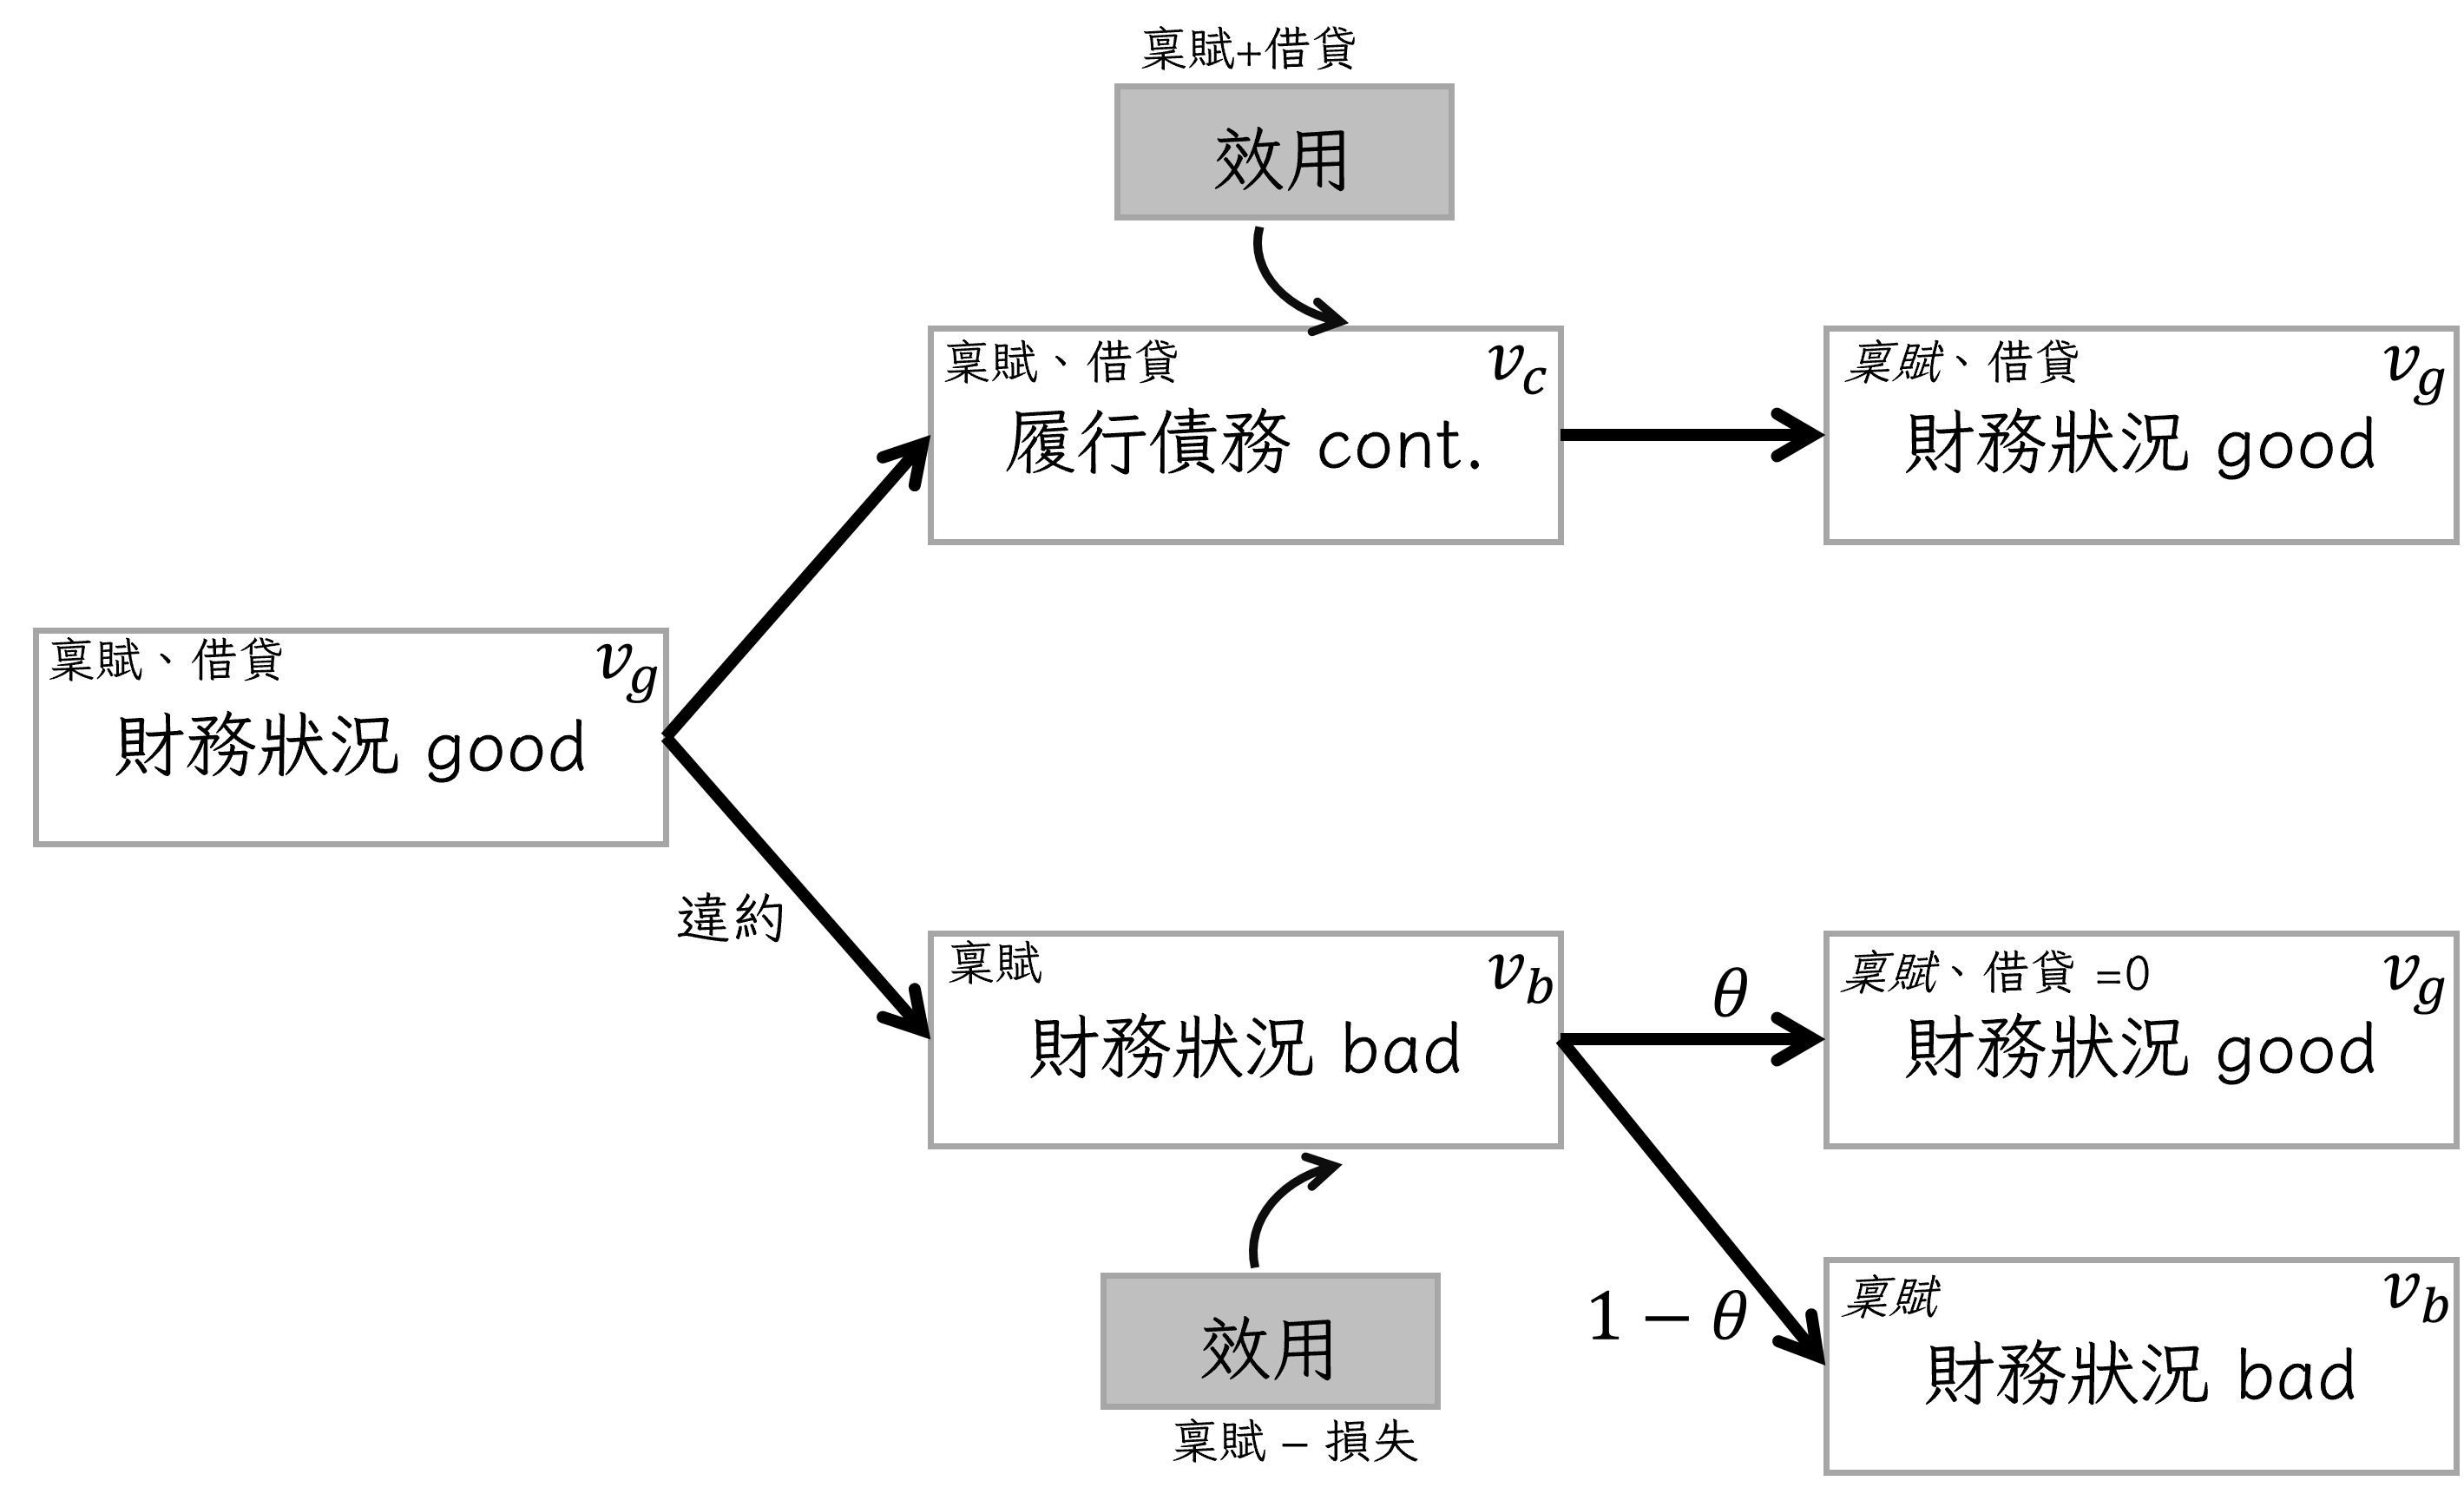 稟賦+借貸
效用
稟賦、借貸
v_c
履行債務 cont.
稟賦、借貸
v_g
財務狀況 good
稟賦、借貸
v_g
財務狀況 good
違約
稟賦
v_b
財務狀況 bad
θ
稟賦、借貸 =0
v_g
財務狀況 good
1 − θ
稟賦
v_b
財務狀況 bad
效用
稟賦 − 損失